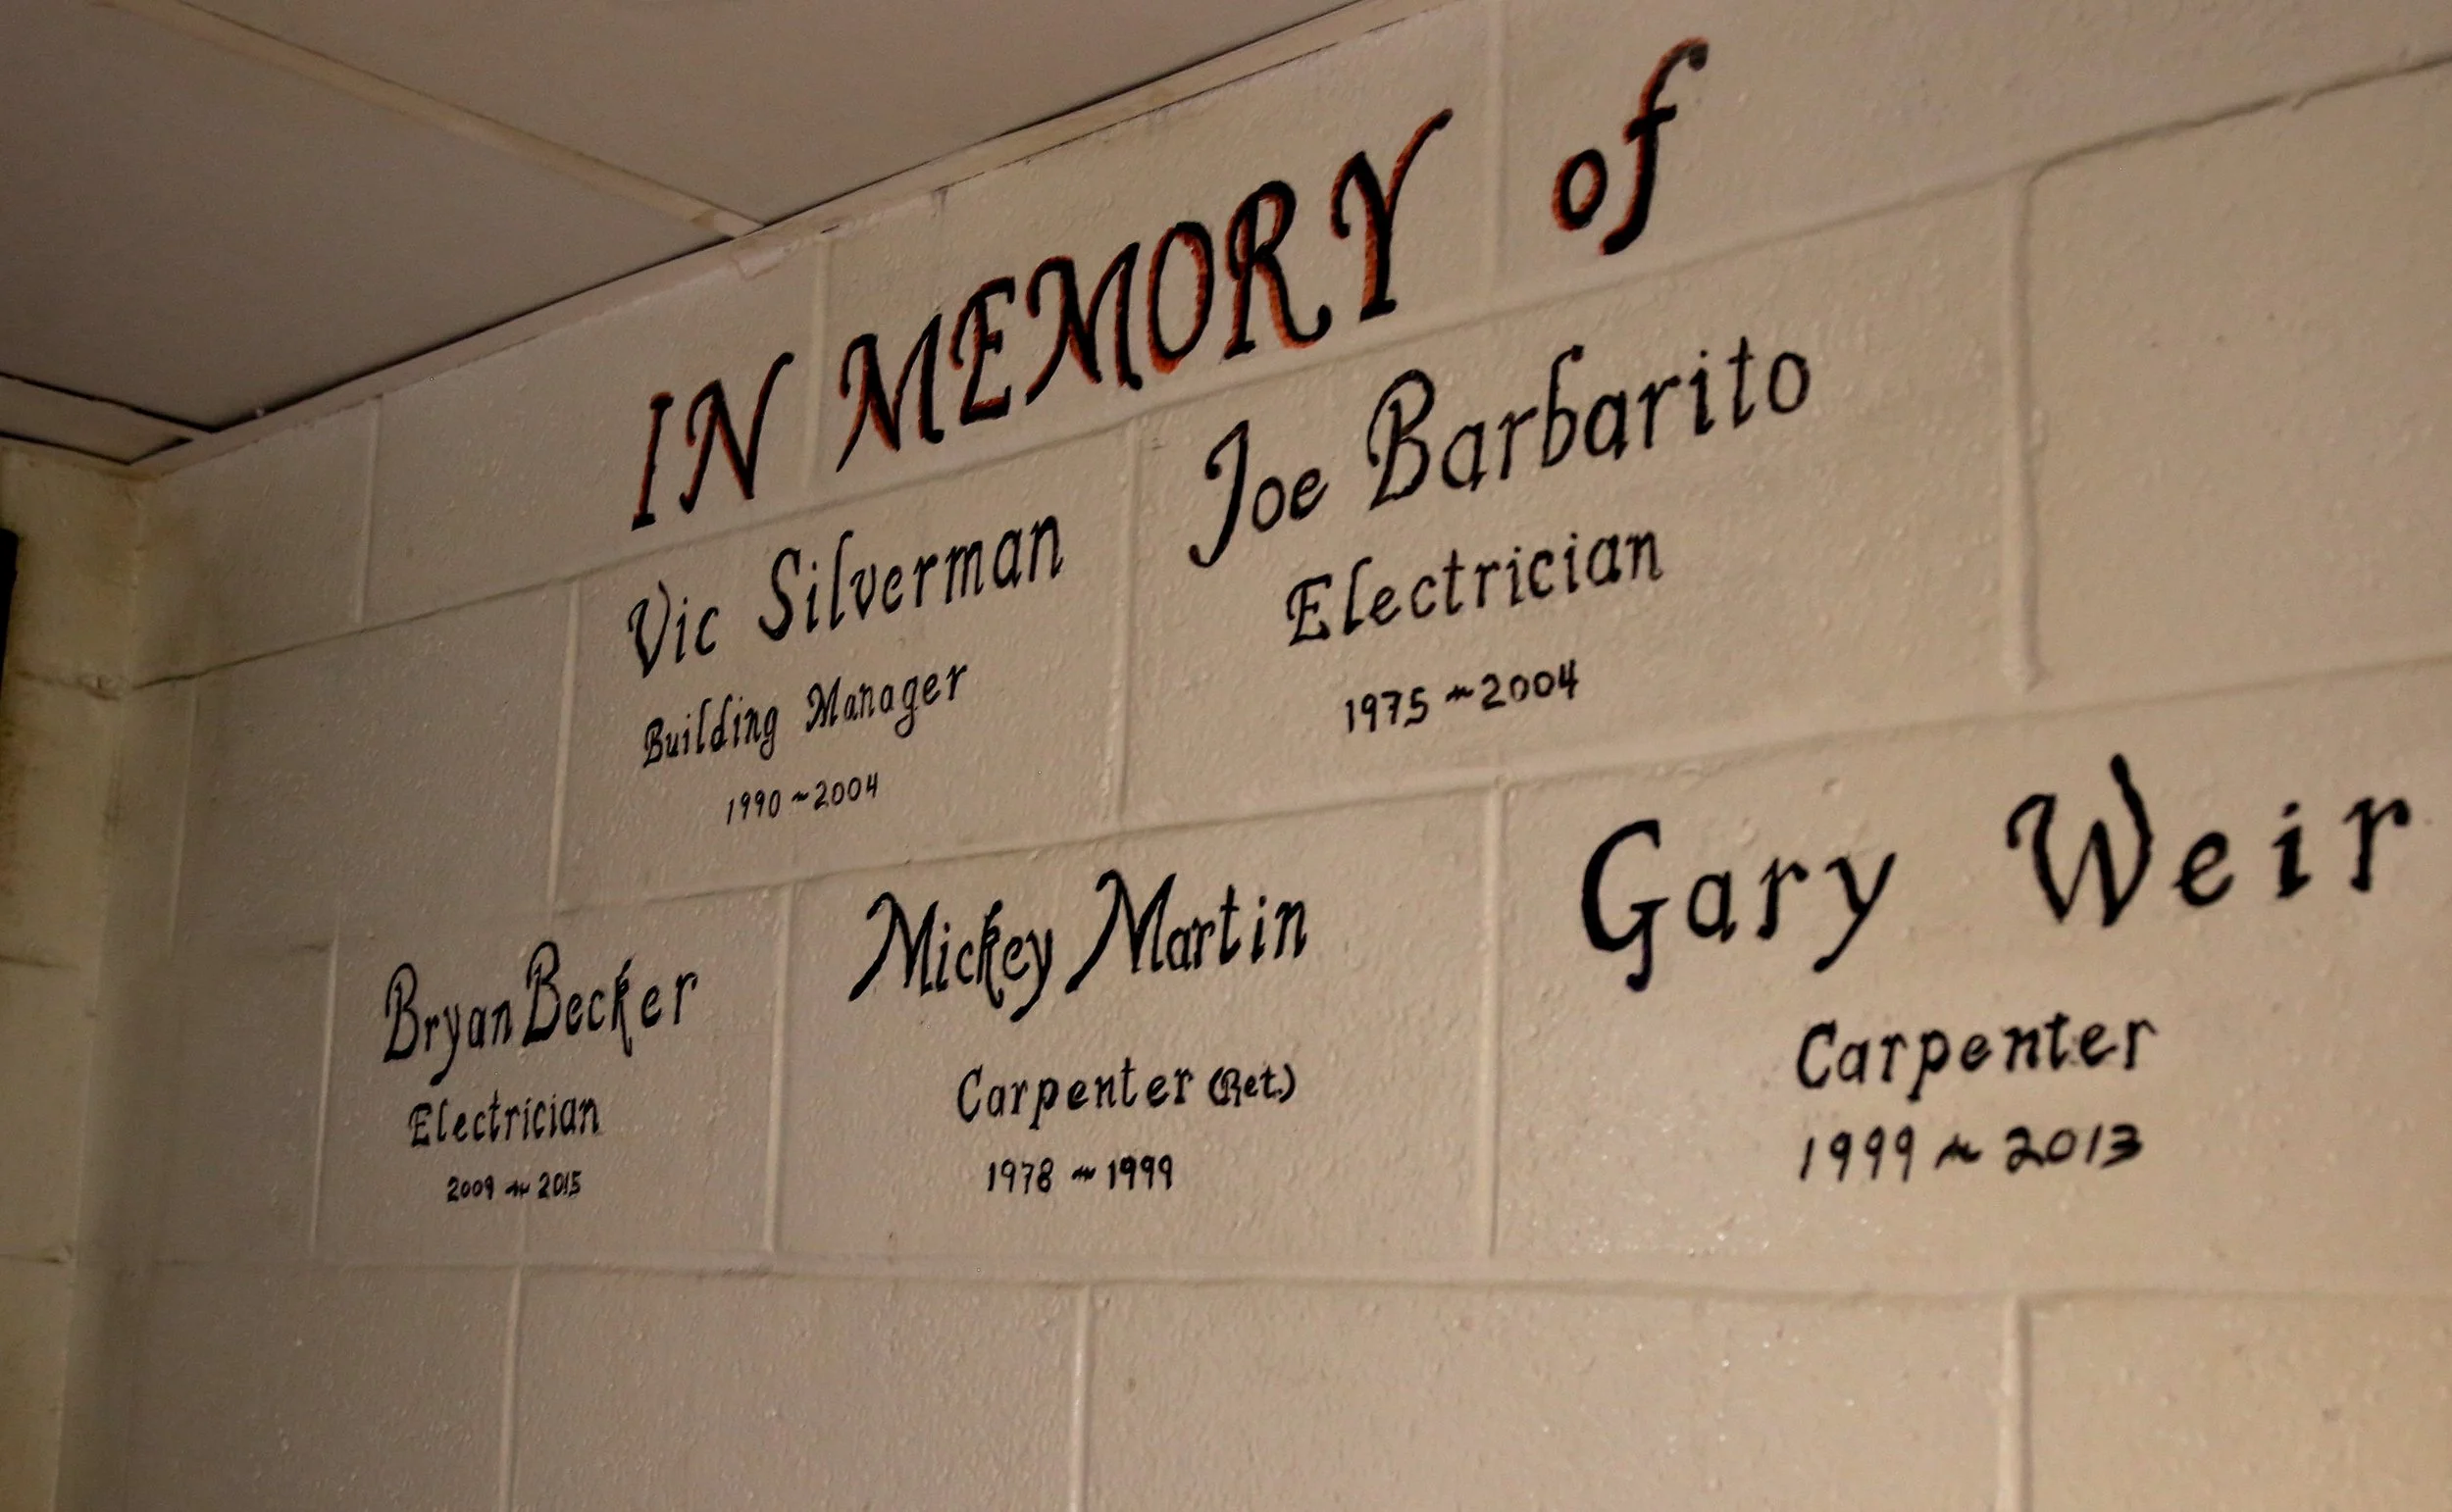 IN MEMORY of
Vic Silverman
Building Manager
1990 ~ 2004
Joe Barbarito
Electrician
1975 ~ 2004
Bryan Becker
Electrician
2009 ~ 2015
Mickey Martin
Carpenter (Ret.)
1978 ~ 1999
Gary Weir
Carpenter
1999 ~ 2013